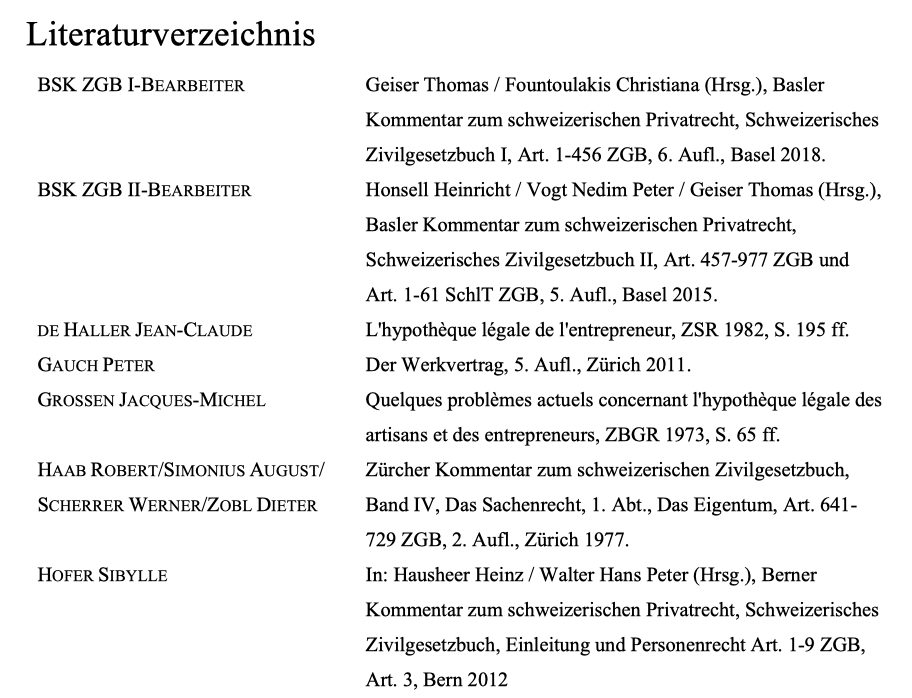 Literaturverzeichnis
BSK ZGB I-BEARBEITER
Geiser Thomas / Fountoulakis Christiana (Hrsg.), Basler
Kommentar zum schweizerischen Privatrecht, Schweizerisches
Zivilgesetzbuch I, Art. 1-456 ZGB, 6. Aufl., Basel 2018.
BSK ZGB II-BEARBEITER
Honsell Heinricht / Vogt Nedim Peter / Geiser Thomas (Hrsg.),
Basler Kommentar zum schweizerischen Privatrecht,
Schweizerisches Zivilgesetzbuch II, Art. 457-977 ZGB und
Art. 1-61 SchlT ZGB, 5. Aufl., Basel 2015.
DE HALLER JEAN-CLAUDE
L'hypothèque légale de l'entrepreneur, ZSR 1982, S. 195 ff.
GAUCH PETER
Der Werkvertrag, 5. Aufl., Zürich 2011.
GROSSEN JACQUES-MICHEL
Quelques problèmes actuels concernant l'hypothèque légale des
artisans et des entrepreneurs, ZBGR 1973, S. 65 ff.
HAAB ROBERT/SIMONIUS AUGUST/
SCHERRER WERNER/ZOBL DIETER
Zürcher Kommentar zum schweizerischen Zivilgesetzbuch,
Band IV, Das Sachenrecht, 1. Abt., Das Eigentum, Art. 641-
729 ZGB, 2. Aufl., Zürich 1977.
HOFER SIBYLLE
In: Hausheer Heinz / Walter Hans Peter (Hrsg.), Berner
Kommentar zum schweizerischen Privatrecht, Schweizerisches
Zivilgesetzbuch, Einleitung und Personenrecht Art. 1-9 ZGB,
Art. 3, Bern 2012